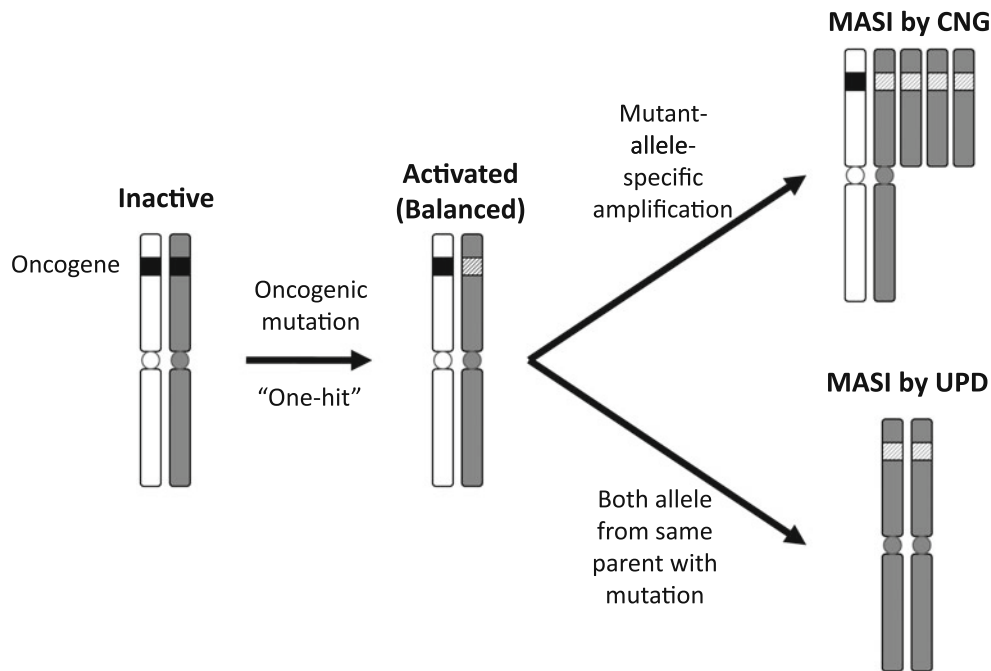 Inactive
Oncogene
Oncogenic
mutation
“One-hit”
Activated
(Balanced)
Mutant-
allele-
specific
amplification
MASI by CNG
Both allele
from same
parent with
mutation
MASI by UPD